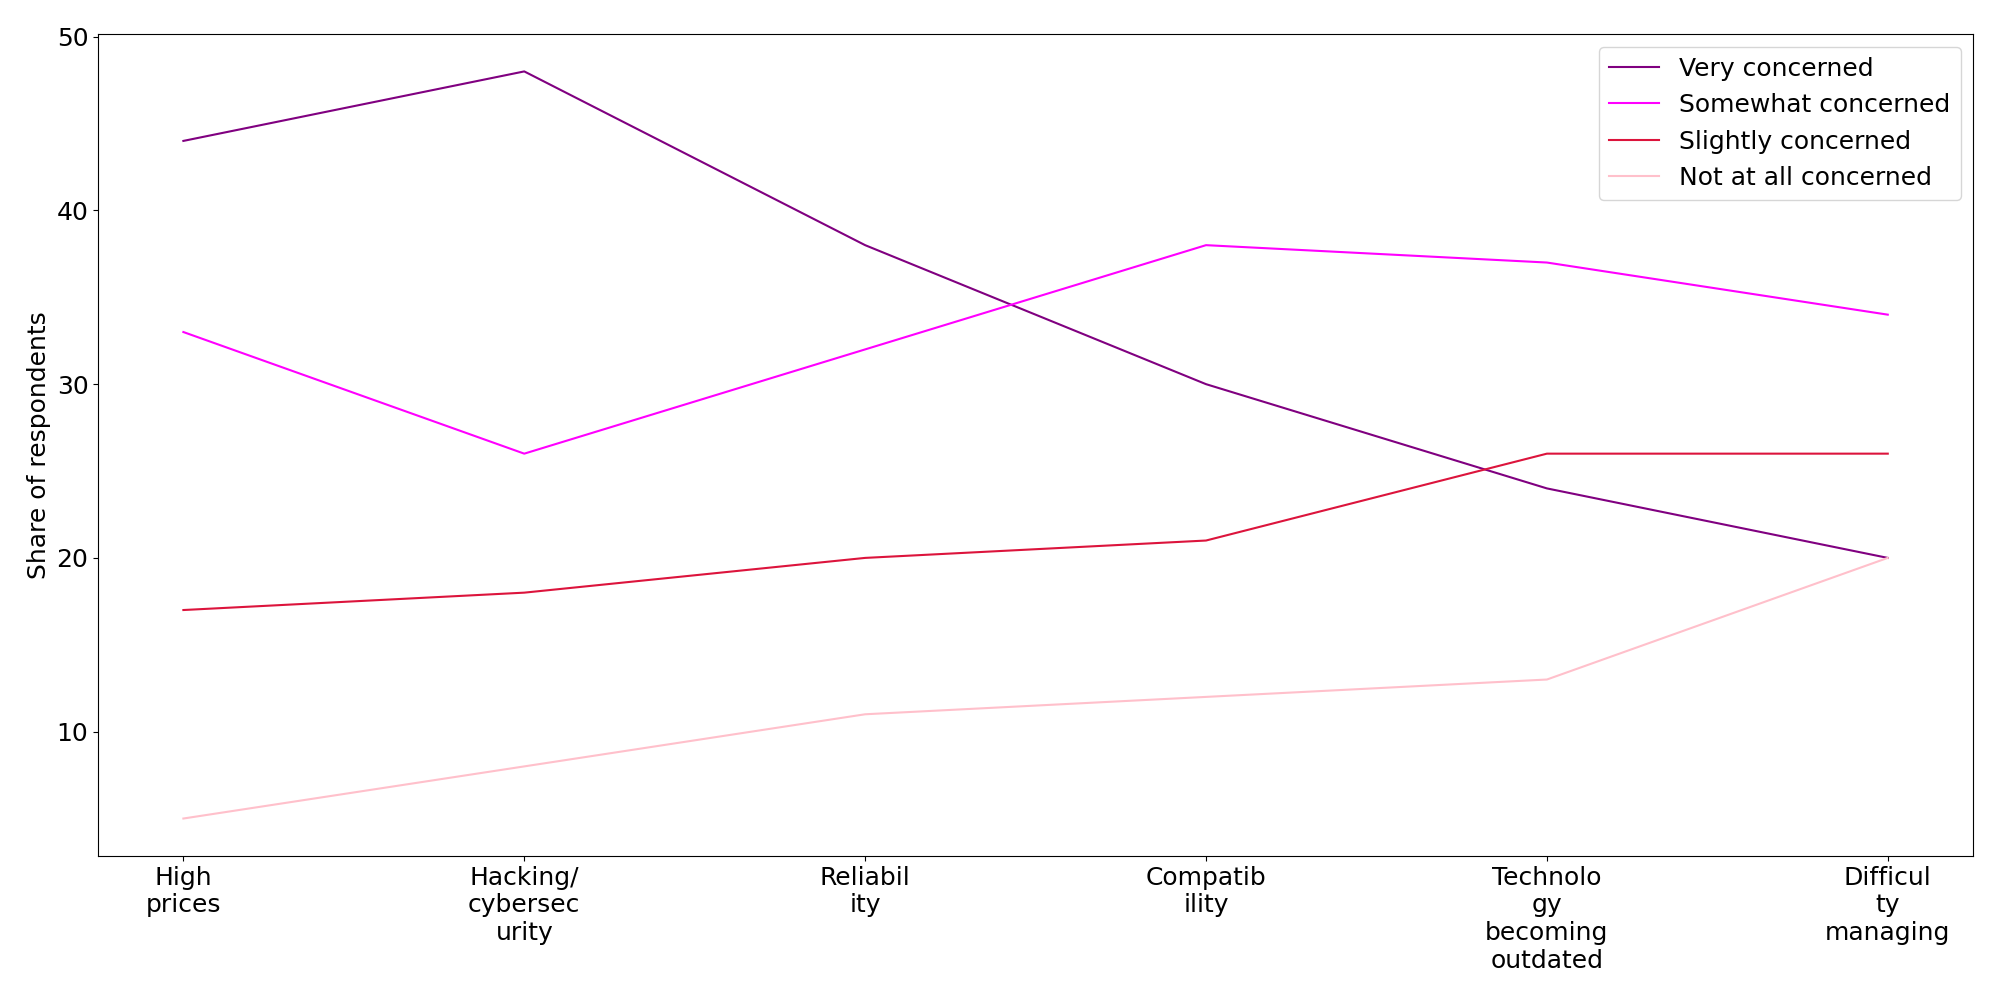 50
40
30
20
10
Share of respondents
Very concerned
Somewhat concerned
Slightly concerned
Not at all concerned
High
prices
Hacking/
cybersec
urity
Reliabil
ity
Compatib
ility
Technolo
gy
becoming
outdated
Difficul
ty
managing